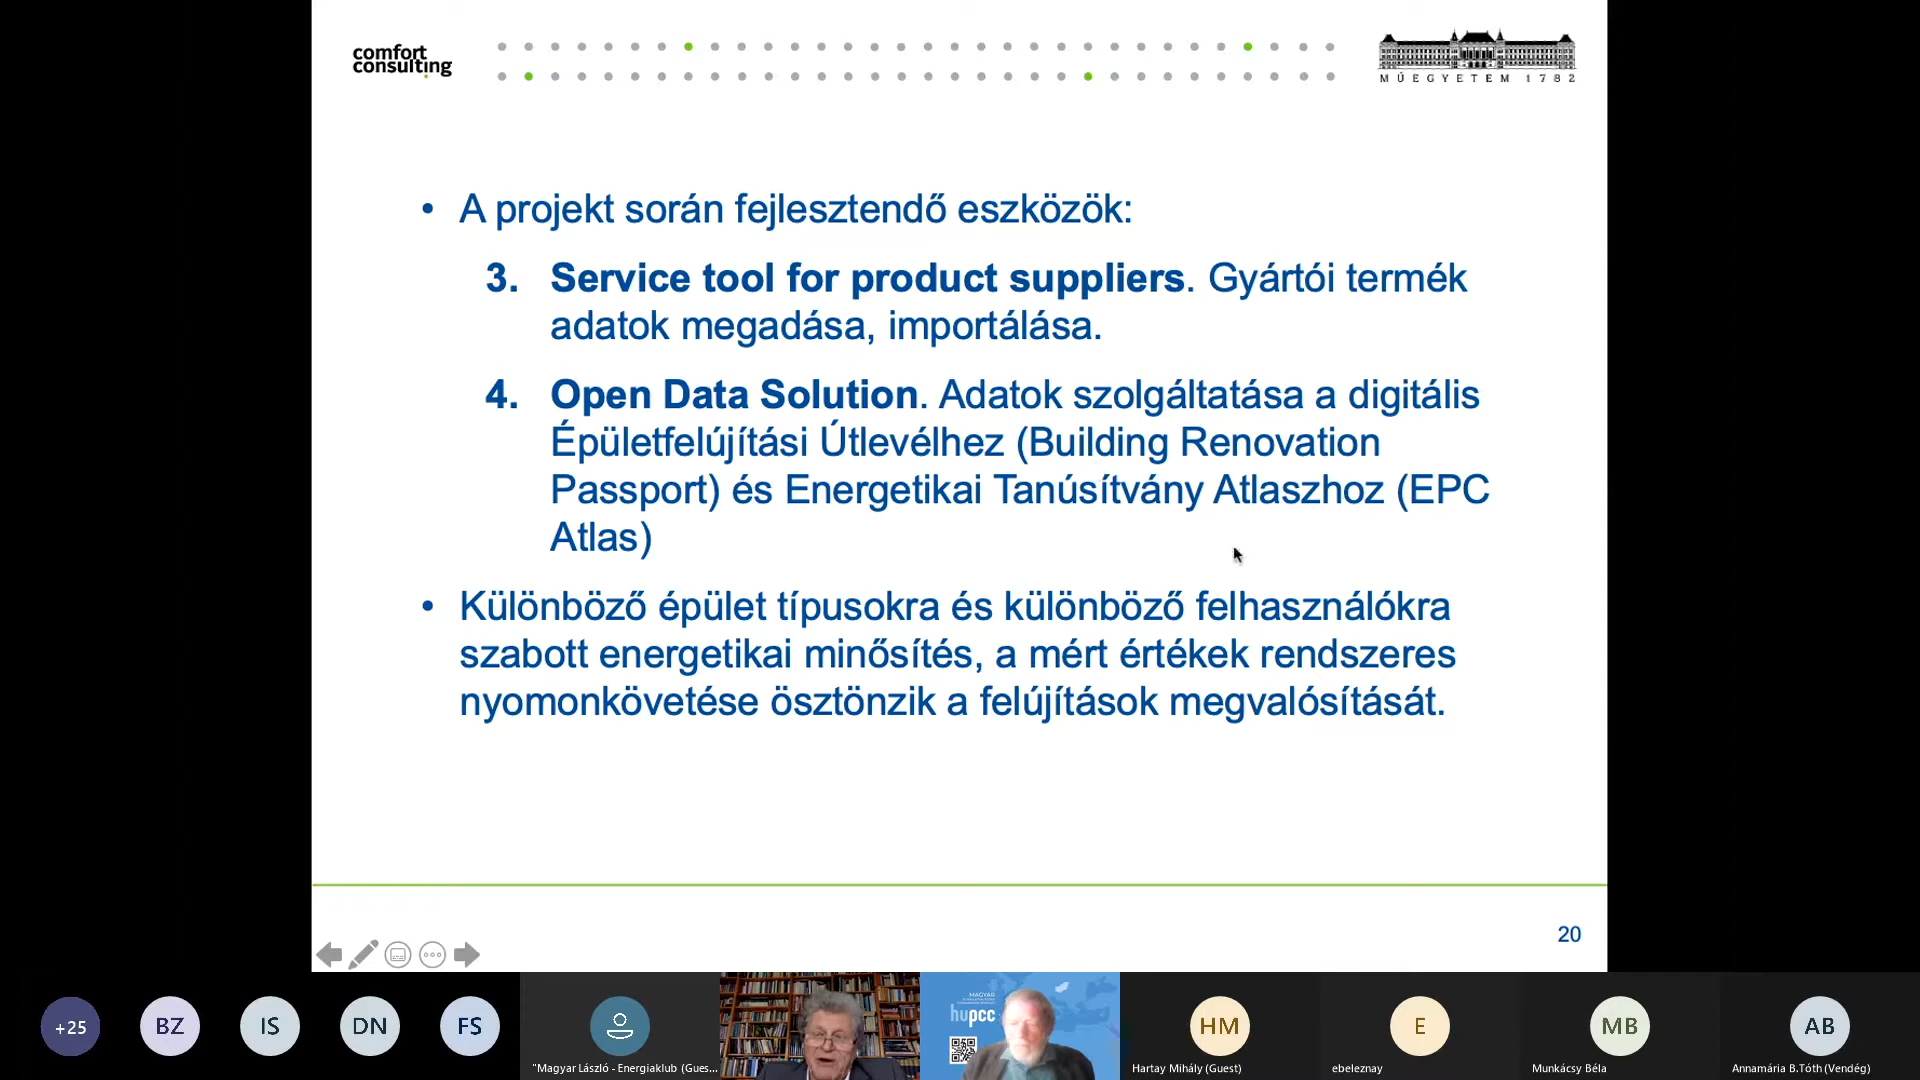 comfort
consulting
MŰEGYETEM 1782
• A projekt során fejlesztendő eszközök:
3. Service tool for product suppliers. Gyártói termék
adatok megadása, importálása.
4. Open Data Solution. Adatok szolgáltatása a digitális
Épületfelújítási Útlevélhez (Building Renovation
Passport) és Energetikai Tanúsítvány Atlaszhoz (EPC
Atlas)
• Különböző épület típusokra és különböző felhasználókra
szabott energetikai minősítés, a mért értékek rendszeres
nyomonkövetése ösztönzik a felújítások megvalósítását.
20
+25
BZ
IS
DN
FS
"Magyar László - Energiaklub (Gues...
MAGYAR
hupcc
HM
Hartay Mihály (Guest)
E
ebeleznay
MB
Munkácsy Béla
AB
Annamária B.Tóth (Vendég)